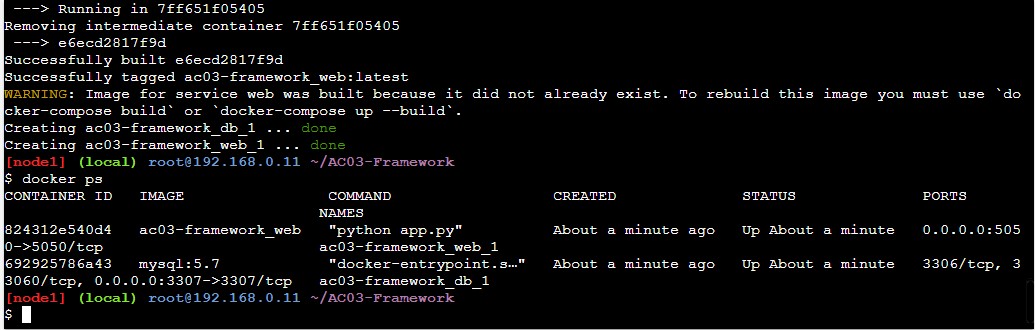 ---> Running in 7ff651f05405
Removing intermediate container 7ff651f05405
---> e6ecd2817f9d
Successfully built e6ecd2817f9d
Successfully tagged ac03-framework_web:latest
WARNING: Image for service web was built because it did not already exist. To rebuild this image you must use `do
cker-compose build` or `docker-compose up --build`.
Creating ac03-framework_db_1 ... done
Creating ac03-framework_web_1 ... done
[node1] (local) root@192.168.0.11 ~/AC03-Framework
$ docker ps
CONTAINER ID   IMAGE                COMMAND                  CREATED              STATUS              PORTS
                                   NAMES
824312e540d4   ac03-framework_web   "python app.py"          About a minute ago   Up About a minute   0.0.0.0:505
0->5050/tcp                        ac03-framework_web_1
692925786a43   mysql:5.7            "docker-entrypoint.s…"   About a minute ago   Up About a minute   3306/tcp, 3
3060/tcp, 0.0.0.0:3307->3307/tcp   ac03-framework_db_1
[node1] (local) root@192.168.0.11 ~/AC03-Framework
$